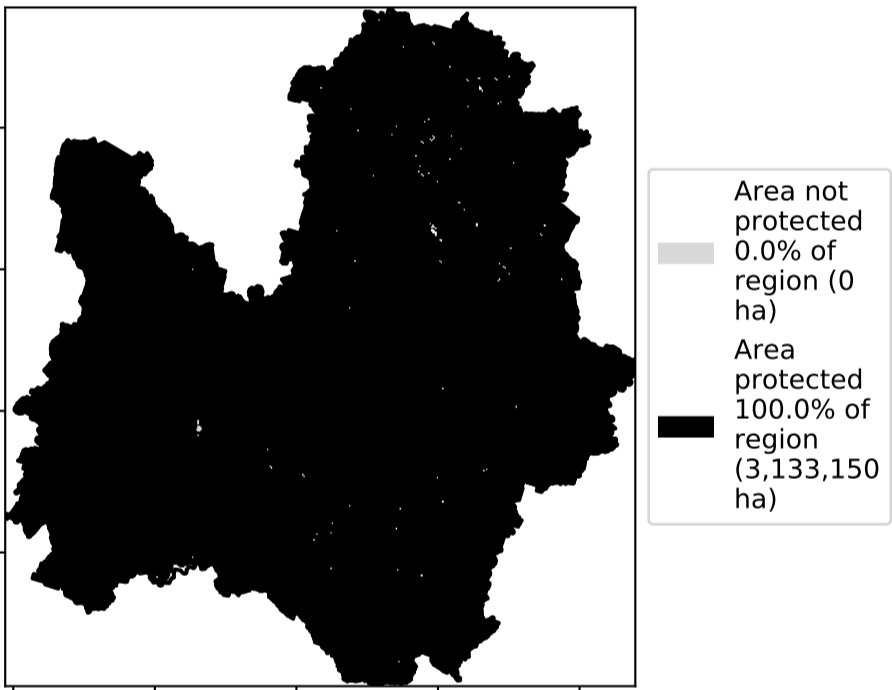 Area not
protected
0.0% of
region (0
ha)
Area
protected
100.0% of
region
(3,133,150
ha)